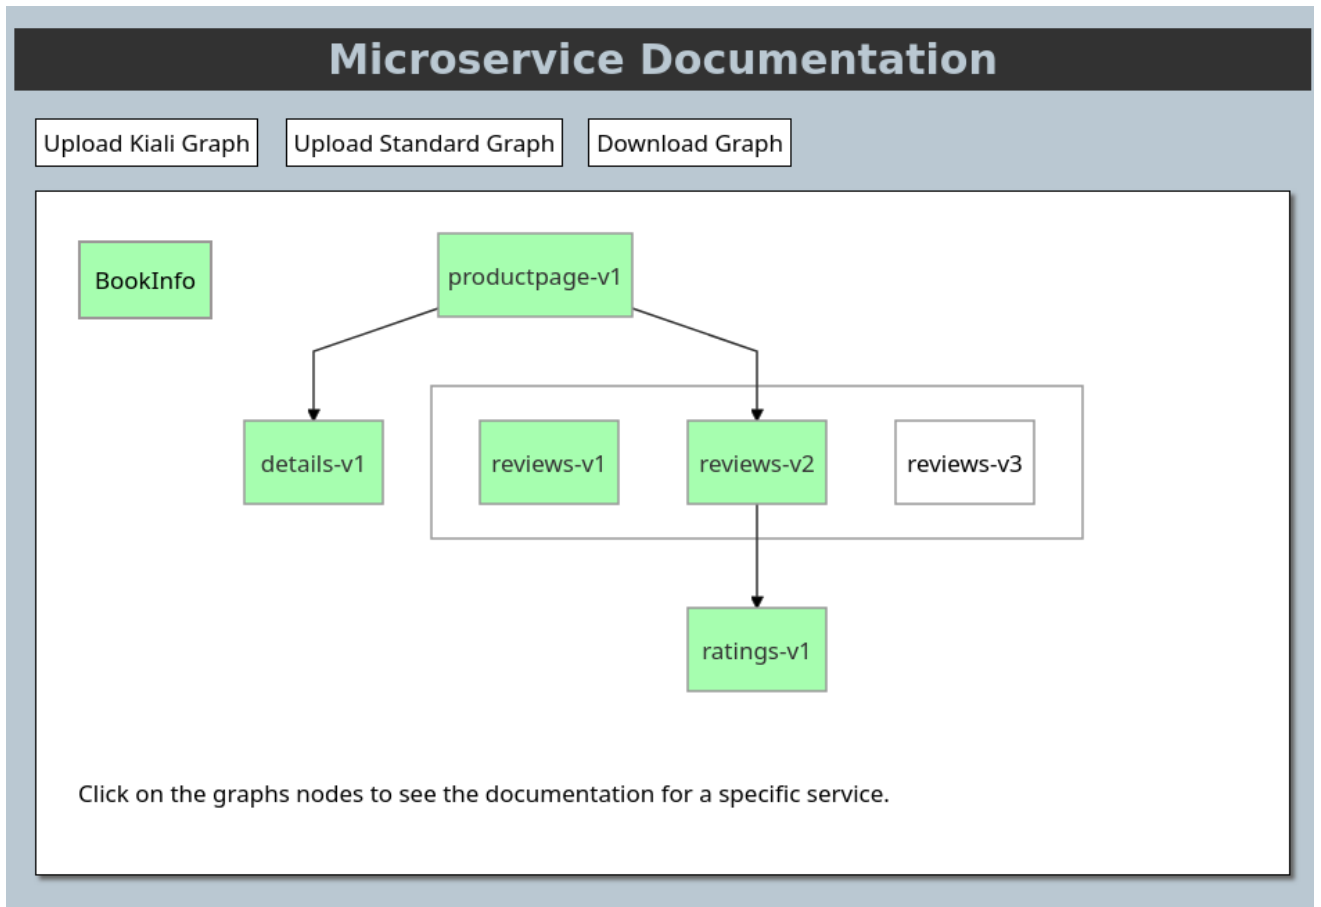 Microservice Documentation
Upload Kiali Graph
Upload Standard Graph
Download Graph
BookInfo
productpage-v1
details-v1
reviews-v1
reviews-v2
reviews-v3
ratings-v1
Click on the graphs nodes to see the documentation for a specific service.